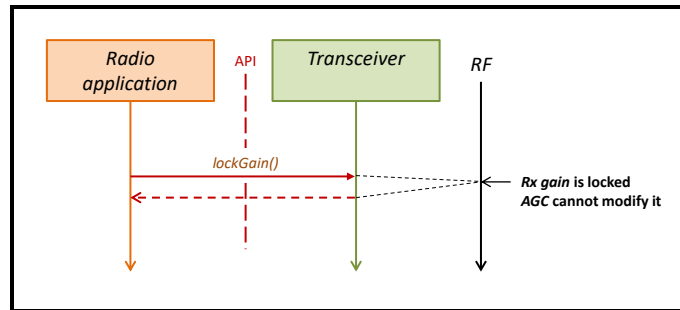 Radio
application
API
Transceiver
RF
lockGain()
Rx gain is locked
AGC cannot modify it